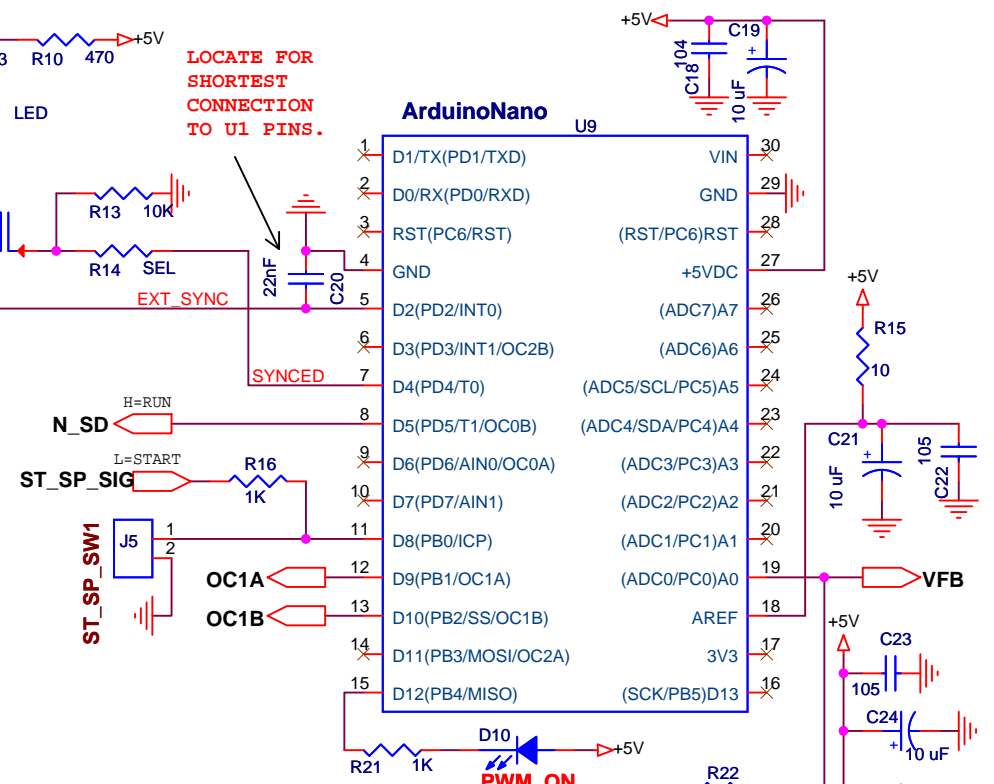 +5V
3
R10
470
LED
LOCATE FOR
SHORTEST
CONNECTION
TO U1 PINS.
+5V
104
C18
C19
+
10 uF
ArduinoNano
U9
1
D1/TX(PD1/TXD)
2
D0/RX(PD0/RXD)
3
RST(PC6/RST)
4
GND
5
D2(PD2/INT0)
6
D3(PD3/INT1/OC2B)
7
D4(PD4/T0)
8
D5(PD5/T1/OC0B)
9
D6(PD6/AIN0/OC0A)
10
D7(PD7/AIN1)
11
D8(PB0/ICP)
12
D9(PB1/OC1A)
13
D10(PB2/SS/OC1B)
14
D11(PB3/MOSI/OC2A)
15
D12(PB4/MISO)
VIN
30
GND
29
(RST/PC6)RST
28
+5VDC
27
(ADC7)A7
26
(ADC6)A6
25
(ADC5/SCL/PC5)A5
24
(ADC4/SDA/PC4)A4
23
(ADC3/PC3)A3
22
(ADC2/PC2)A2
21
(ADC1/PC1)A1
20
(ADC0/PC0)A0
19
AREF
18
3V3
17
(SCK/PB5)D13
16
R13
10K
R14
SEL
22nF
C20
EXT_SYNC
SYNCED
H=RUN
N_SD
L=START
ST_SP_SIG
R16
1K
ST_SP_SW1
J5
1
2
OC1A
OC1B
R21
1K
D10
+5V
PWM_ON
+5V
R15
10
C21
+
10 uF
105
C22
VFB
+5V
C23
105
C24
+
10 uF
R22